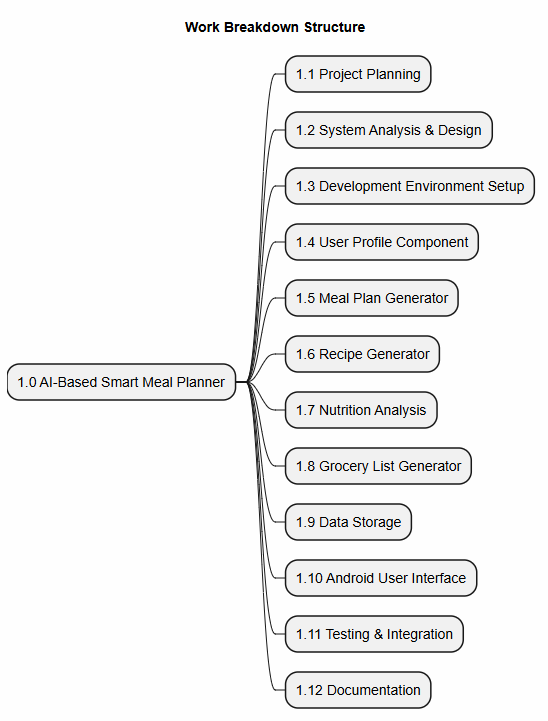 Work Breakdown Structure
1.1 Project Planning
1.2 System Analysis & Design
1.3 Development Environment Setup
1.4 User Profile Component
1.5 Meal Plan Generator
1.6 Recipe Generator
1.0 AI-Based Smart Meal Planner
1.7 Nutrition Analysis
1.8 Grocery List Generator
1.9 Data Storage
1.10 Android User Interface
1.11 Testing & Integration
1.12 Documentation